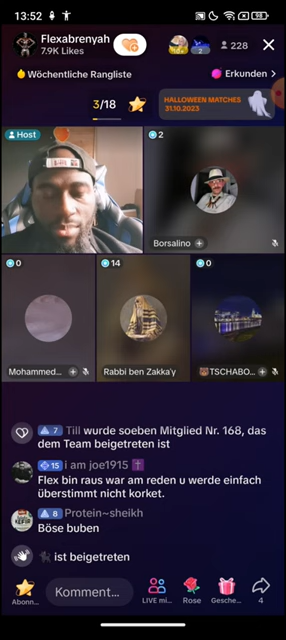 13:52
98
Flexabrenyah
7.9K Likes
2
228
Wöchentliche Rangliste
Erkunden >
3/18
HALLOWEEN MATCHES
31.10.2023
Host
2
Borsalino
0
14
0
Mohammed...
Rabbi ben Zakka'y
TSCHABO...
7 Till wurde soeben Mitglied Nr. 168, das
dem Team beigetreten ist
15 i am joe1915
Flex bin raus war am reden u werde einfach
überstimmt nicht korket.
8 Protein~sheikh
Böse buben
ist beigetreten
Kommen...
Abonn...
LIVE mi...
Rose
Gesche...
4